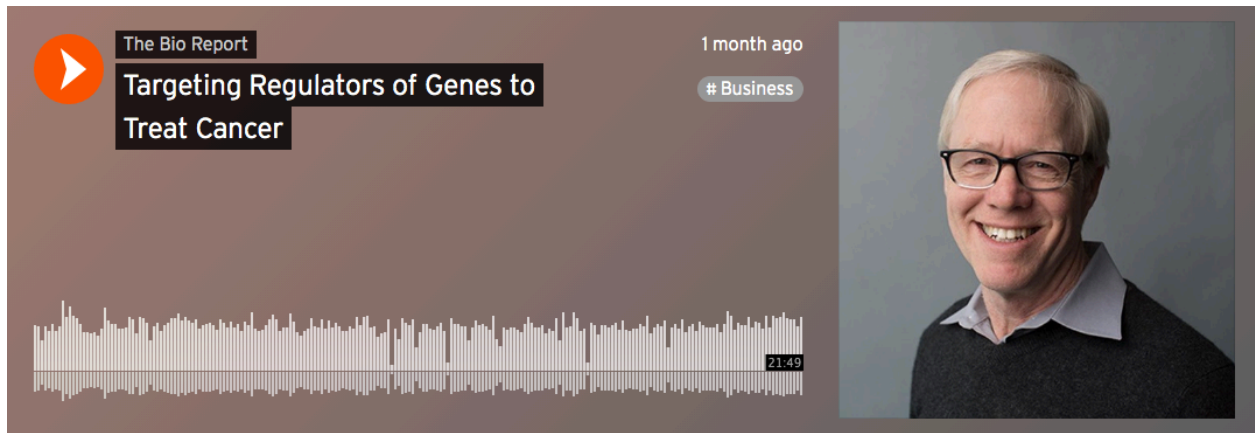 The Bio Report
Targeting Regulators of Genes to
Treat Cancer
1 month ago
# Business
21:49